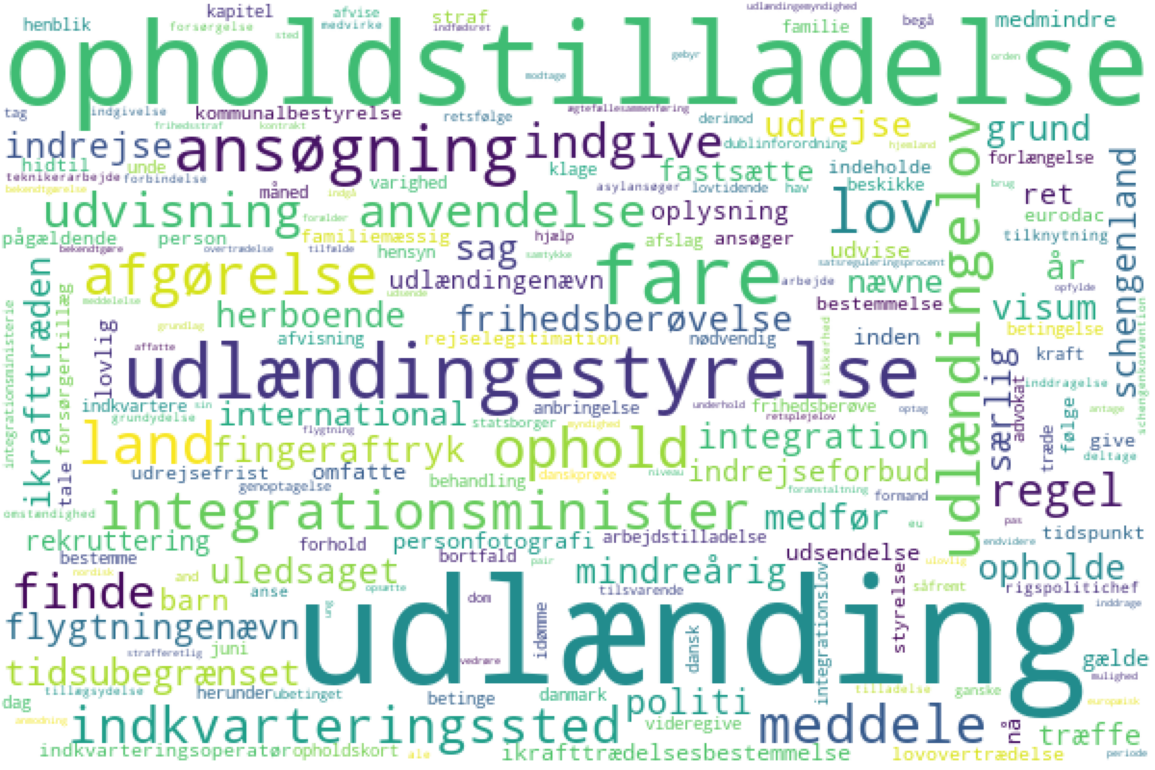 kapitel
afvise
straf
udlændingemyndighed
begå
medmindre
henblik
forsørgelse
medvirke
indfødsret
familie
sted
opholdstilladelse
gebyr
orden
modtage
tag
indgivelse
kommunalbestyrelse
retsfølge
ægtefællesammenføring
derimod
udrejse
grund
frihedsstraf
kontrakt
indrejse
ansøgning
indgive
dublinforordning
hjemland
hidtil
unde
klage
fastsætte
indeholde
forlængelse
teknikerarbejde
forbindelse
bekendtgørelse
måned
varighed
asylansøger
lovtidende
hav
beskikke
indgå
brug
ret
udvisning
forælder
anvendelse
oplysning
lov
eurodac
pågældende
person
familiemæssig
hjælp
afslag
ansøger
udvise
tilknytning
bekendtgøre
overtrædelse
tilfælde
hensyn
sag
samtykke
satsreguleringsprocent
afgørelse
udlændingenævn
fare
arbejde
nævne
år
opfylde
meddelelse
udsende
bestemmelse
visum
schengenland
udlændingelov
ikrafttræden
forsørgertillæg
integrationsministerie
herboende
frihedsberøvelse
grundlag
betingelse
lovlig
afvisning
rejselegitimation
nødvendig
inden
sikkerhed
affatte
kraft
udlændingestyrelse
særlig
advokat
inddragelse
schengenkonvention
indkvartere
sin
grundydelse
international
anbringelse
underhold
frihedsberøve
optag
retsplejelov
antage
statsborger
flygtning
myndighed
land
fingeraftryk
ophold
integration
træde
følge
give
deltage
tale
udrejsefrist
omfatte
danskprøve
niveau
indrejseforbud
genoptagelse
behandling
foranstaltning
formand
regel
omstændighed
integrationsminister
medfør
eu
pas
tidspunkt
rekruttering
forhold
personfotografi
arbejdstilladelse
endvidere
bestemme
bortfald
udsendelse
nordisk
and
uledsaget
pair
mindreårig
ulovlig
opholde
finde
barn
anse
opsætte
tilsvarende
integrationslov
styrelse
såfremt
rigspolitichef
flygtningenævn
udlænding
ung
dom
idømme
dansk
inddrage
juni
strafferetlig
vedrøre
gælde
tidsubegrænset
mulighed
tillægsydelse
herunder
ubetinget
betinge
danmark
politi
tilladelse
ganske
europæisk
dag
anmodning
indkvarteringssted
videregive
meddele
nå
træffe
indkvarteringsoperatør
opholdskort
ale
ikrafttrædelsesbestemmelse
lovovertrædelse
periode